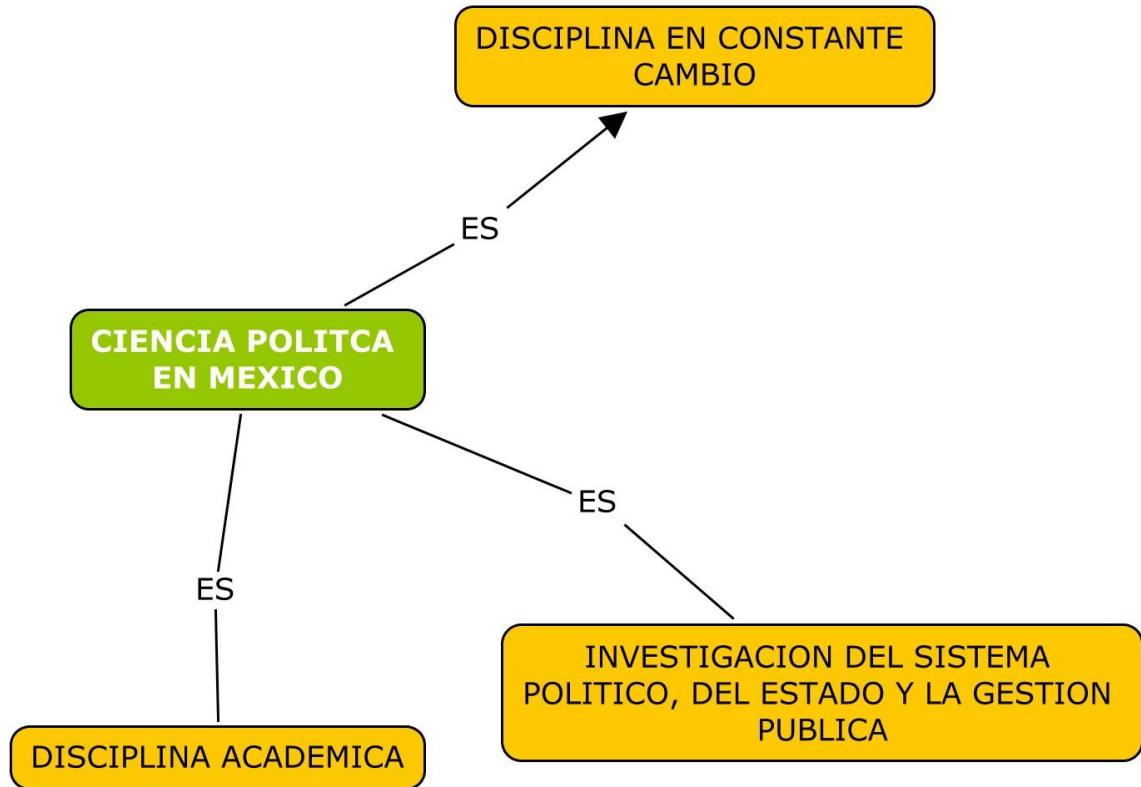 DISCIPLINA EN CONSTANTE
CAMBIO
ES
CIENCIA POLITCA
EN MEXICO
ES
ES
INVESTIGACION DEL SISTEMA
POLITICO, DEL ESTADO Y LA GESTION
PUBLICA
DISCIPLINA ACADEMICA